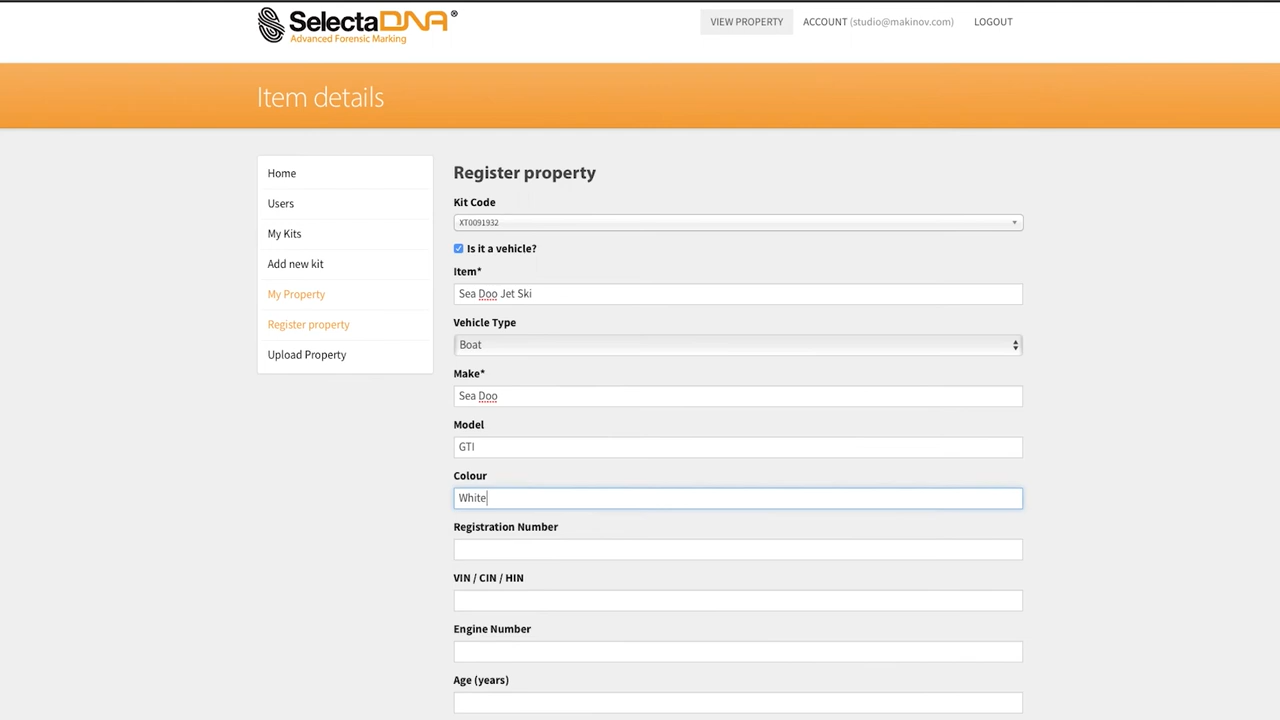 SelectaDNA®
Advanced Forensic Marking
VIEW PROPERTY
ACCOUNT (studio@makinov.com)
LOGOUT
Item details
Home
Users
My Kits
Add new kit
My Property
Register property
Upload Property
Register property
Kit Code
XT0091932
Is it a vehicle?
Item*
Sea Doo Jet Ski
Vehicle Type
Boat
Make*
Sea Doo
Model
GTI
Colour
White
Registration Number
VIN / CIN / HIN
Engine Number
Age (years)